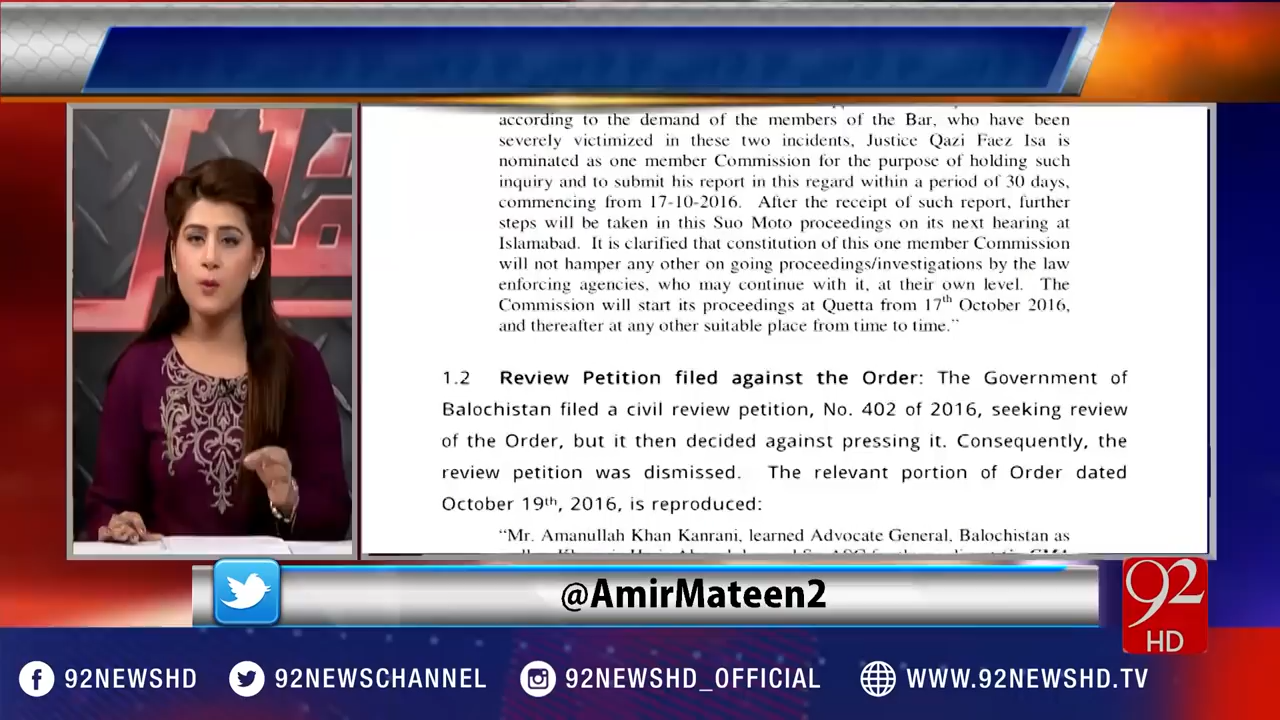 according to the demand of the members of the Bar, who have been
severely victimized in these two incidents, Justice Qazi Faez Isa is
nominated as one member Commission for the purpose of holding such
inquiry and to submit his report in this regard within a period of 30 days,
commencing from 17-10-2016. After the receipt of such report, further
steps will be taken in this Suo Moto proceedings on its next hearing at
Islamabad. It is clarified that constitution of this one member Commission
will not hamper any other on going proceedings/investigations by the law
enforcing agencies, who may continue with it, at their own level. The
Commission will start its proceedings at Quetta from 17th October 2016,
and thereafter at any other suitable place from time to time."
1.2 Review Petition filed against the Order: The Government of
Balochistan filed a civil review petition, No. 402 of 2016, seeking review
of the Order, but it then decided against pressing it. Consequently, the
review petition was dismissed. The relevant portion of Order dated
October 19th, 2016, is reproduced:
"Mr. Amanullah Khan Kanrani, learned Advocate General, Balochistan as
@AmirMateen2
92
HD
92NEWSHD
92NEWSCHANNEL
92NEWSHD_OFFICIAL
WWW.92NEWSHD.TV